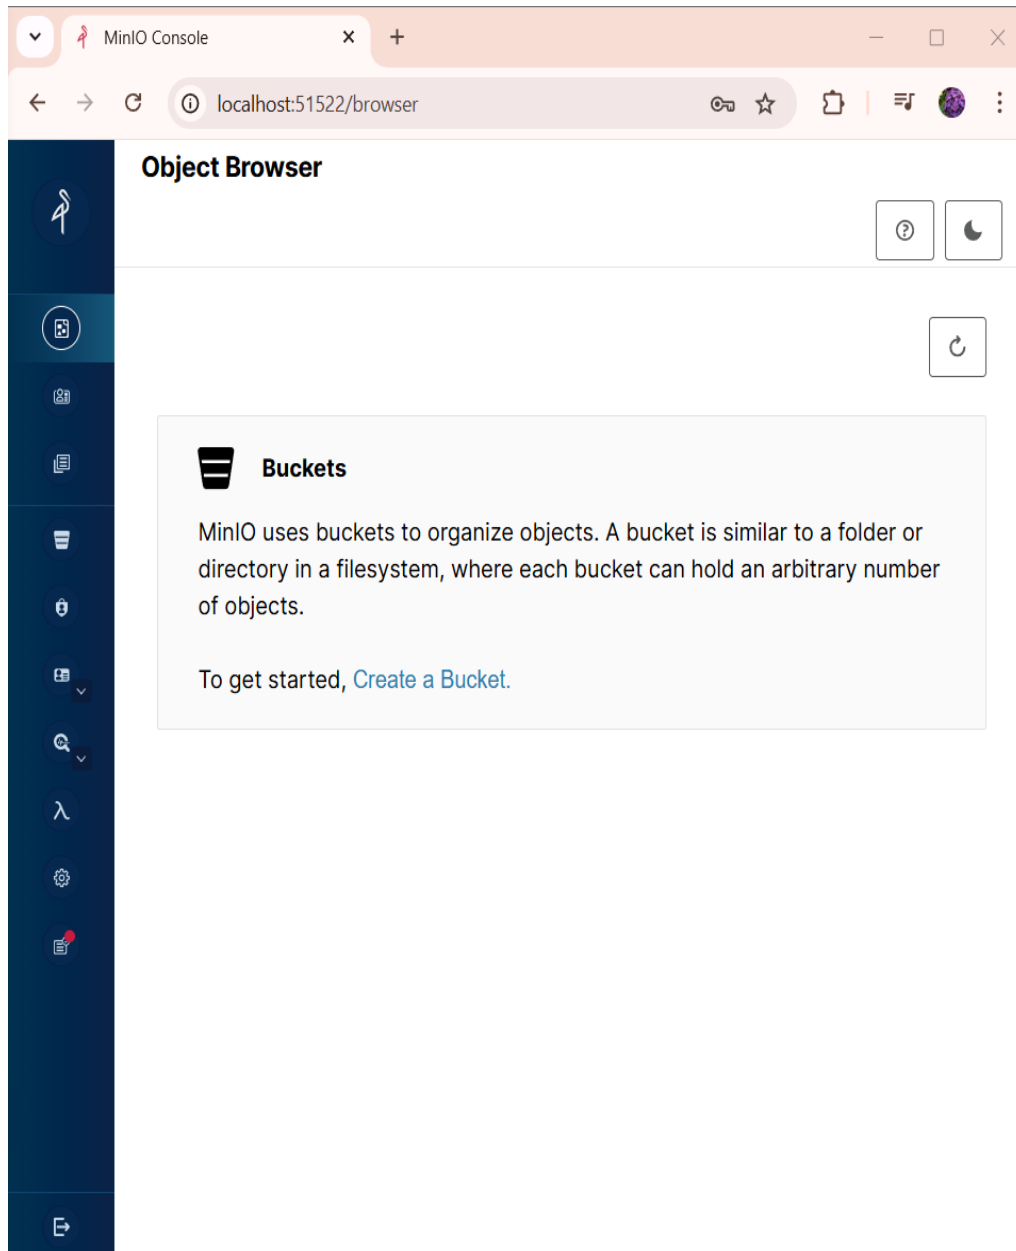 MinIO Console
localhost:51522/browser
Object Browser
Buckets
MinIO uses buckets to organize objects. A bucket is similar to a folder or
directory in a filesystem, where each bucket can hold an arbitrary number
of objects.
To get started, Create a Bucket.